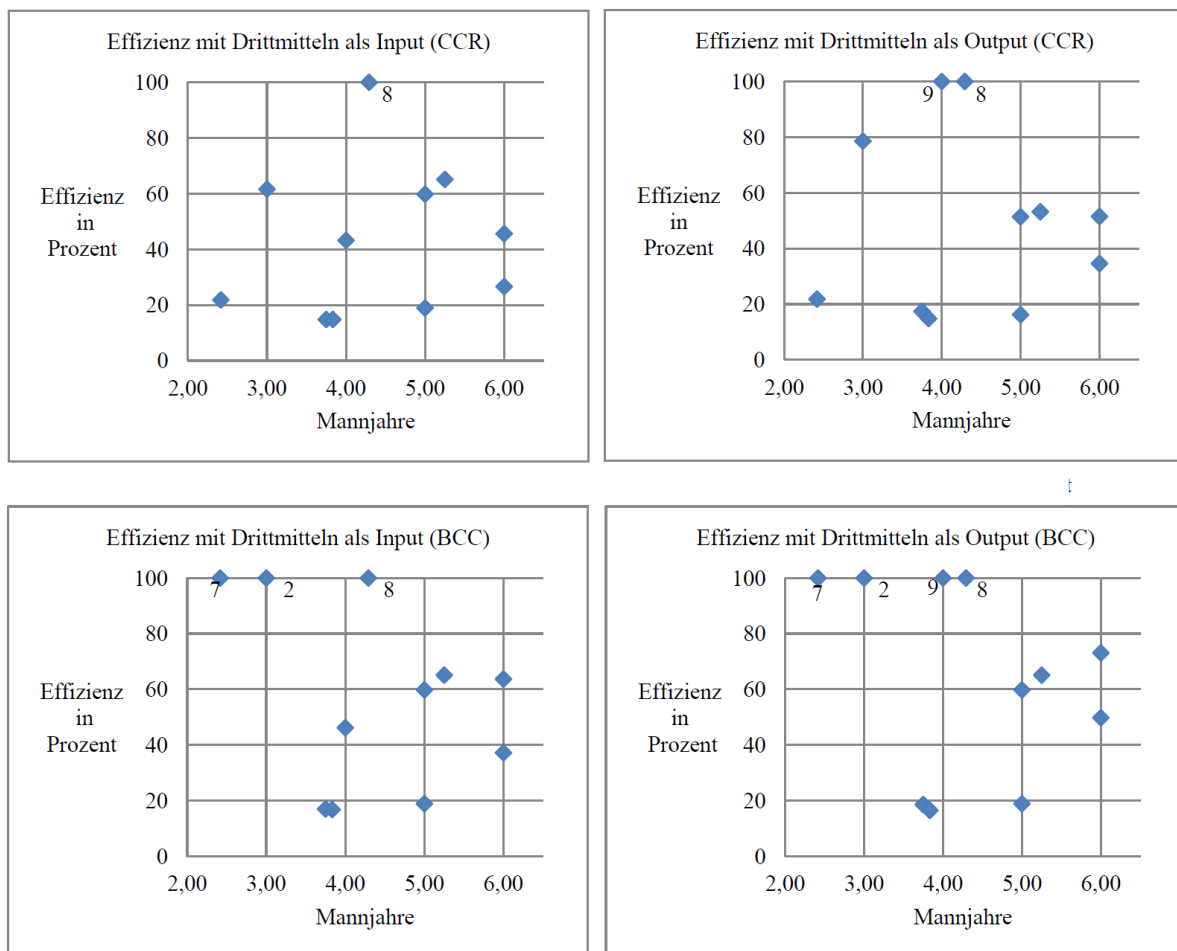 Effizienz mit Drittmitteln als Input (CCR)
100
8
80
60
40
20
0
Effizienz
in
Prozent
2,00 3,00 4,00 5,00 6,00
Mannjahre
Effizienz mit Drittmitteln als Output (CCR)
100
9 8
80
60
40
20
0
Effizienz
in
Prozent
2,00 3,00 4,00 5,00 6,00
Mannjahre
t
Effizienz mit Drittmitteln als Input (BCC)
100
7 2 8
80
60
40
20
0
Effizienz
in
Prozent
2,00 3,00 4,00 5,00 6,00
Mannjahre
Effizienz mit Drittmitteln als Output (BCC)
100
7 2 9 8
80
60
40
20
0
Effizienz
in
Prozent
2,00 3,00 4,00 5,00 6,00
Mannjahre